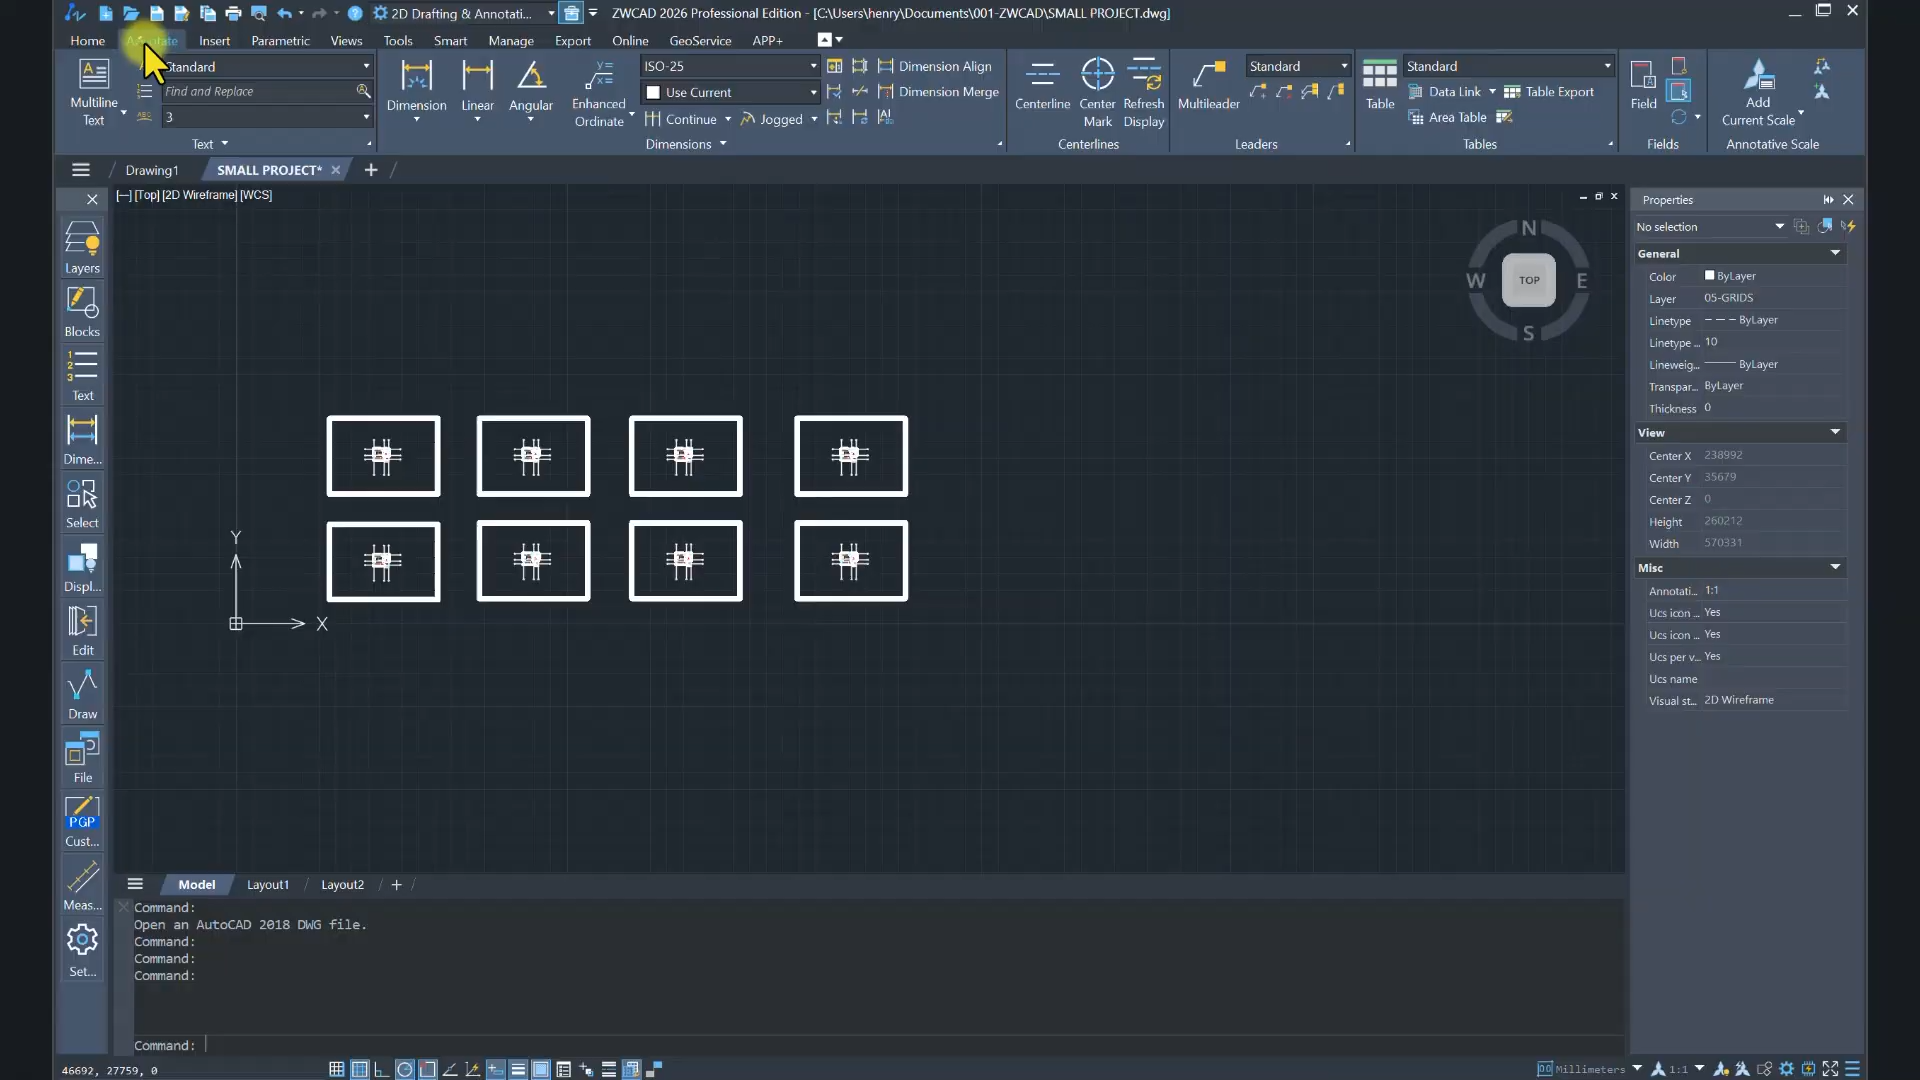 2D Drafting & Annotati...
ZWCAD 2026 Professional Edition - [C:\Users\henry\Documents\001-ZWCAD\SMALL PROJECT.dwg]
Home
Annotate
Insert
Parametric
Views
Tools
Smart
Manage
Export
Online
GeoService
APP+
Multiline
Text
Standard
Find and Replace
3
Text
Dimension
Linear
Angular
Enhanced
Ordinate
ISO-25
Use Current
Continue
Jogged
Dimension Align
Dimension Merge
Dimensions
Centerline
Center
Mark
Refresh
Display
Centerlines
Multileader
Standard
Leaders
Table
Standard
Data Link
Table Export
Area Table
Tables
Field
Fields
Add
Current Scale
Annotative Scale
Drawing1
SMALL PROJECT*
[—] [Top] [2D Wireframe] [WCS]
Layers
Blocks
Text
Dime...
Select
Displ...
Edit
Draw
File
PGP
Cust...
Meas...
Set...
N
W
TOP
E
S
Y
X
Properties
No selection
General
Color ByLayer
Layer 05-GRIDS
Linetype ByLayer
Linetype ... 10
Lineweig... ByLayer
Transpar... ByLayer
Thickness 0
View
Center X 238992
Center Y 35679
Center Z 0
Height 260212
Width 570331
Misc
Annotati... 1:1
Ucs icon ... Yes
Ucs icon ... Yes
Ucs per v... Yes
Ucs name
Visual st... 2D Wireframe
Model
Layout1
Layout2
Command:
Open an AutoCAD 2018 DWG file.
Command:
Command:
Command:
Command:
46692, 27759, 0
Millimeters
1:1